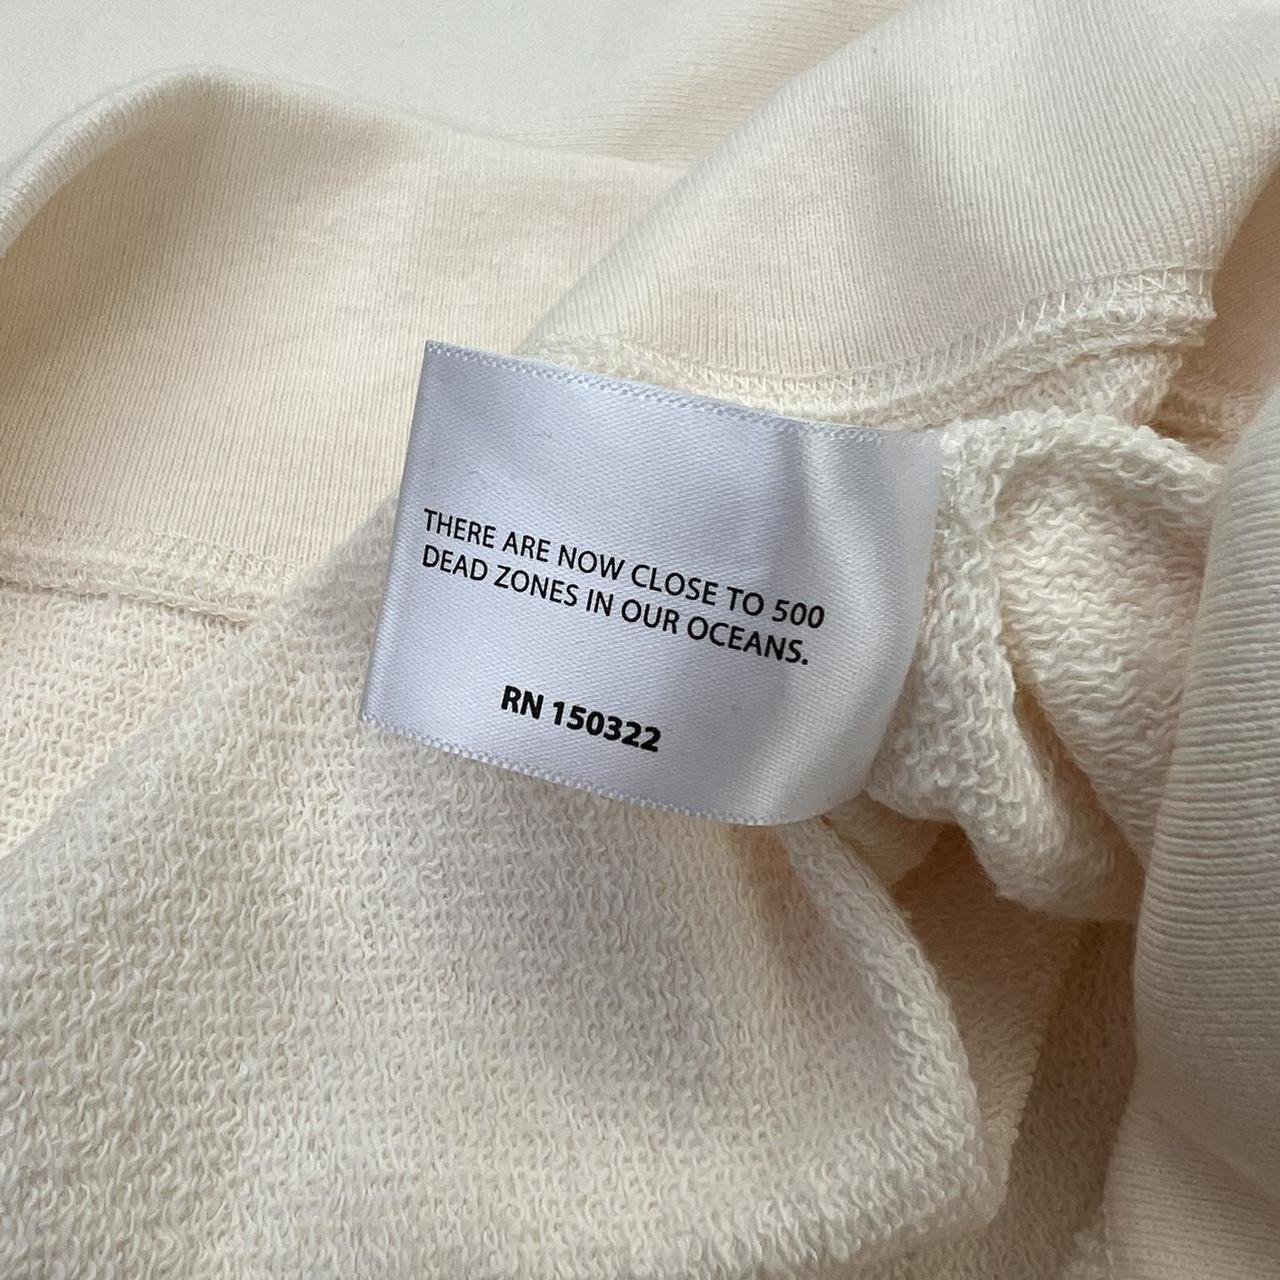 THERE ARE NOW CLOSE TO 500
DEAD ZONES IN OUR OCEANS.
RN 150322